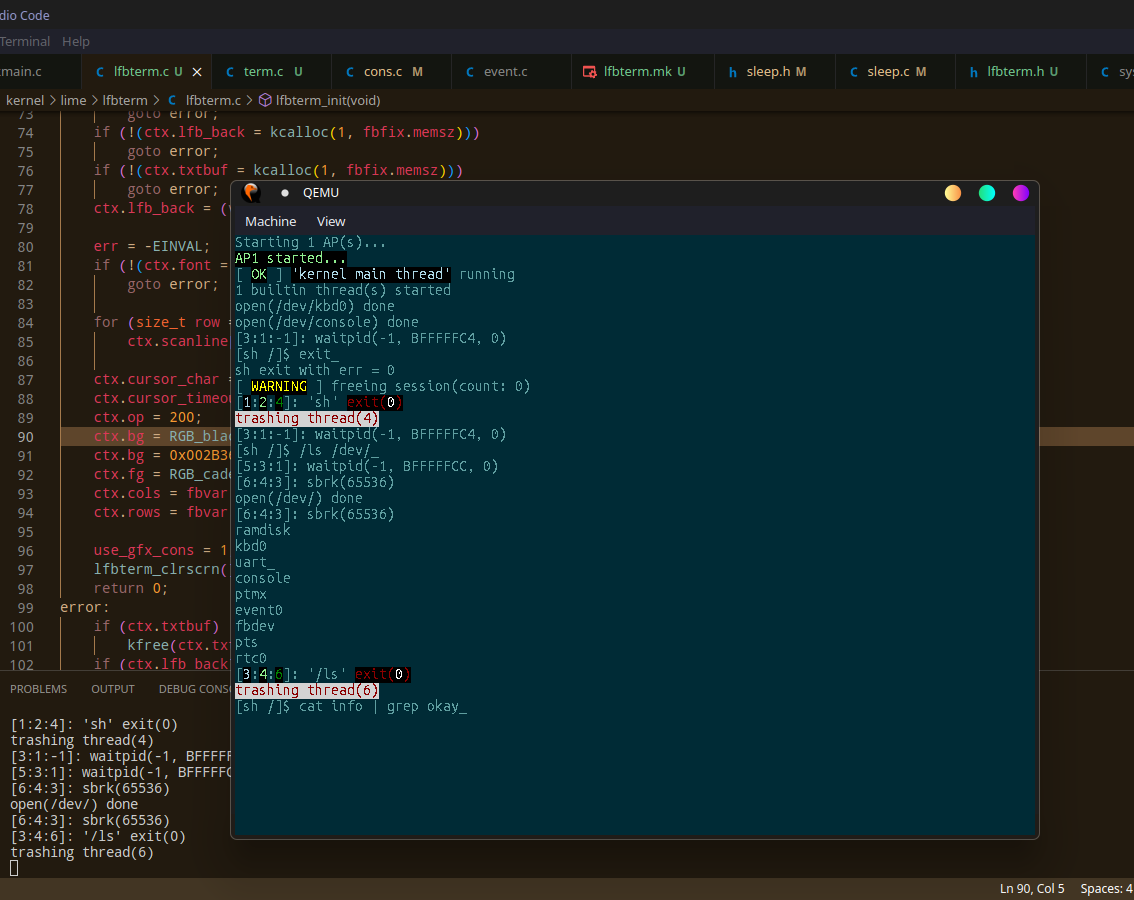 dio Code
Terminal Help
main.c lfbterm.c U term.c U cons.c M event.c lfbterm.mk U sleep.h M sleep.c M lfbterm.h U sys
kernel > lime > lfbterm > lfbterm.c > lfbterm_init(void)
73 goto error;
74 if (!(ctx.lfb_back = kcalloc(1, fbfix.memsz)))
75 goto error;
76 if (!(ctx.txtbuf = kcalloc(1, fbfix.memsz)))
77 goto error;
78 ctx.lfb_back = (
79
80 err = -EINVAL;
81 if (!(ctx.font =
82 goto error;
83
84 for (size_t row =
85 ctx.scanline
86
87 ctx.cursor_char =
88 ctx.cursor_timeou
89 ctx.op = 200;
90 ctx.bg = RGB_bla
91 ctx.bg = 0x002B3
92 ctx.fg = RGB_cad
93 ctx.cols = fbvar
94 ctx.rows = fbvar
95
96 use_gfx_cons = 1
97 lfbterm_clrscrn(
98 return 0;
99 error:
100 if (ctx.txtbuf)
101 kfree(ctx.tx
102 if (ctx.lfb_back
QEMU
Machine View
Starting 1 AP(s)...
AP1 started...
[ OK ] 'kernel main thread' running
1 builtin thread(s) started
open(/dev/kbd0) done
open(/dev/console) done
[3:1:-1]: waitpid(-1, BFFFFFC4, 0)
[sh /]$ exit_
sh exit with err = 0
[ WARNING ] freeing session(count: 0)
[1:2:4]: 'sh' exit(0)
trashing thread(4)
[3:1:-1]: waitpid(-1, BFFFFFC4, 0)
[sh /]$ /ls /dev/_
[5:3:1]: waitpid(-1, BFFFFFCC, 0)
[6:4:3]: sbrk(65536)
open(/dev/) done
[6:4:3]: sbrk(65536)
ramdisk
kbd0
uart_
console
ptmx
event0
fbdev
pts
rtc0
[3:4:6]: '/ls' exit(0)
trashing thread(6)
[sh /]$ cat info | grep okay_
PROBLEMS OUTPUT DEBUG CONS
[1:2:4]: 'sh' exit(0)
trashing thread(4)
[3:1:-1]: waitpid(-1, BFFFF
[5:3:1]: waitpid(-1, BFFFFFC
[6:4:3]: sbrk(65536)
open(/dev/) done
[6:4:3]: sbrk(65536)
[3:4:6]: '/ls' exit(0)
trashing thread(6)
Ln 90, Col 5 Spaces: 4